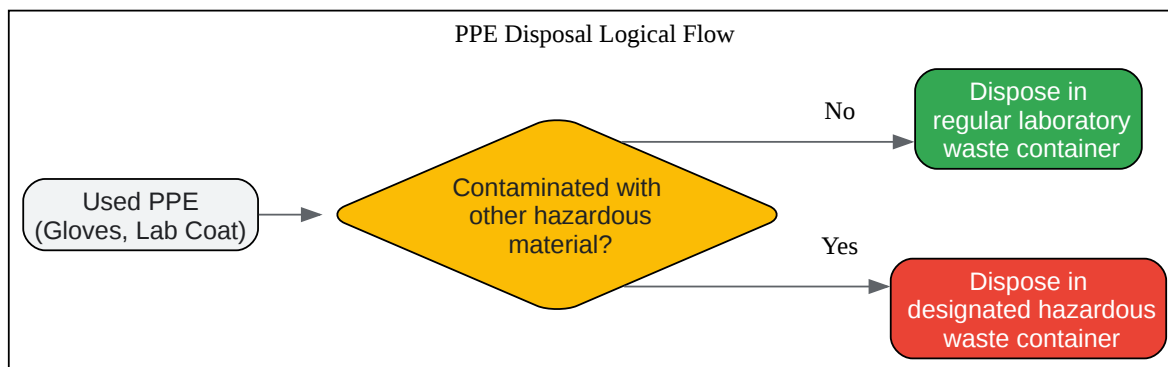 PPE Disposal Logical Flow
Used PPE
(Gloves, Lab Coat)
Contaminated with
other hazardous
material?
No
Dispose in
regular laboratory
waste container
Yes
Dispose in
designated hazardous
waste container